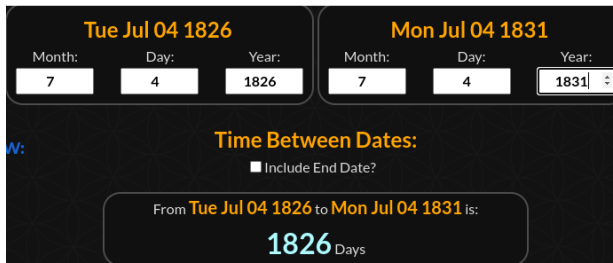 Tue Jul 04 1826
Mon Jul 04 1831
Month: Day: Year:
Month: Day: Year:
7 4 1826
7 4 1831
W:
Time Between Dates:
Include End Date?
From Tue Jul 04 1826 to Mon Jul 04 1831 is:
1826 Days